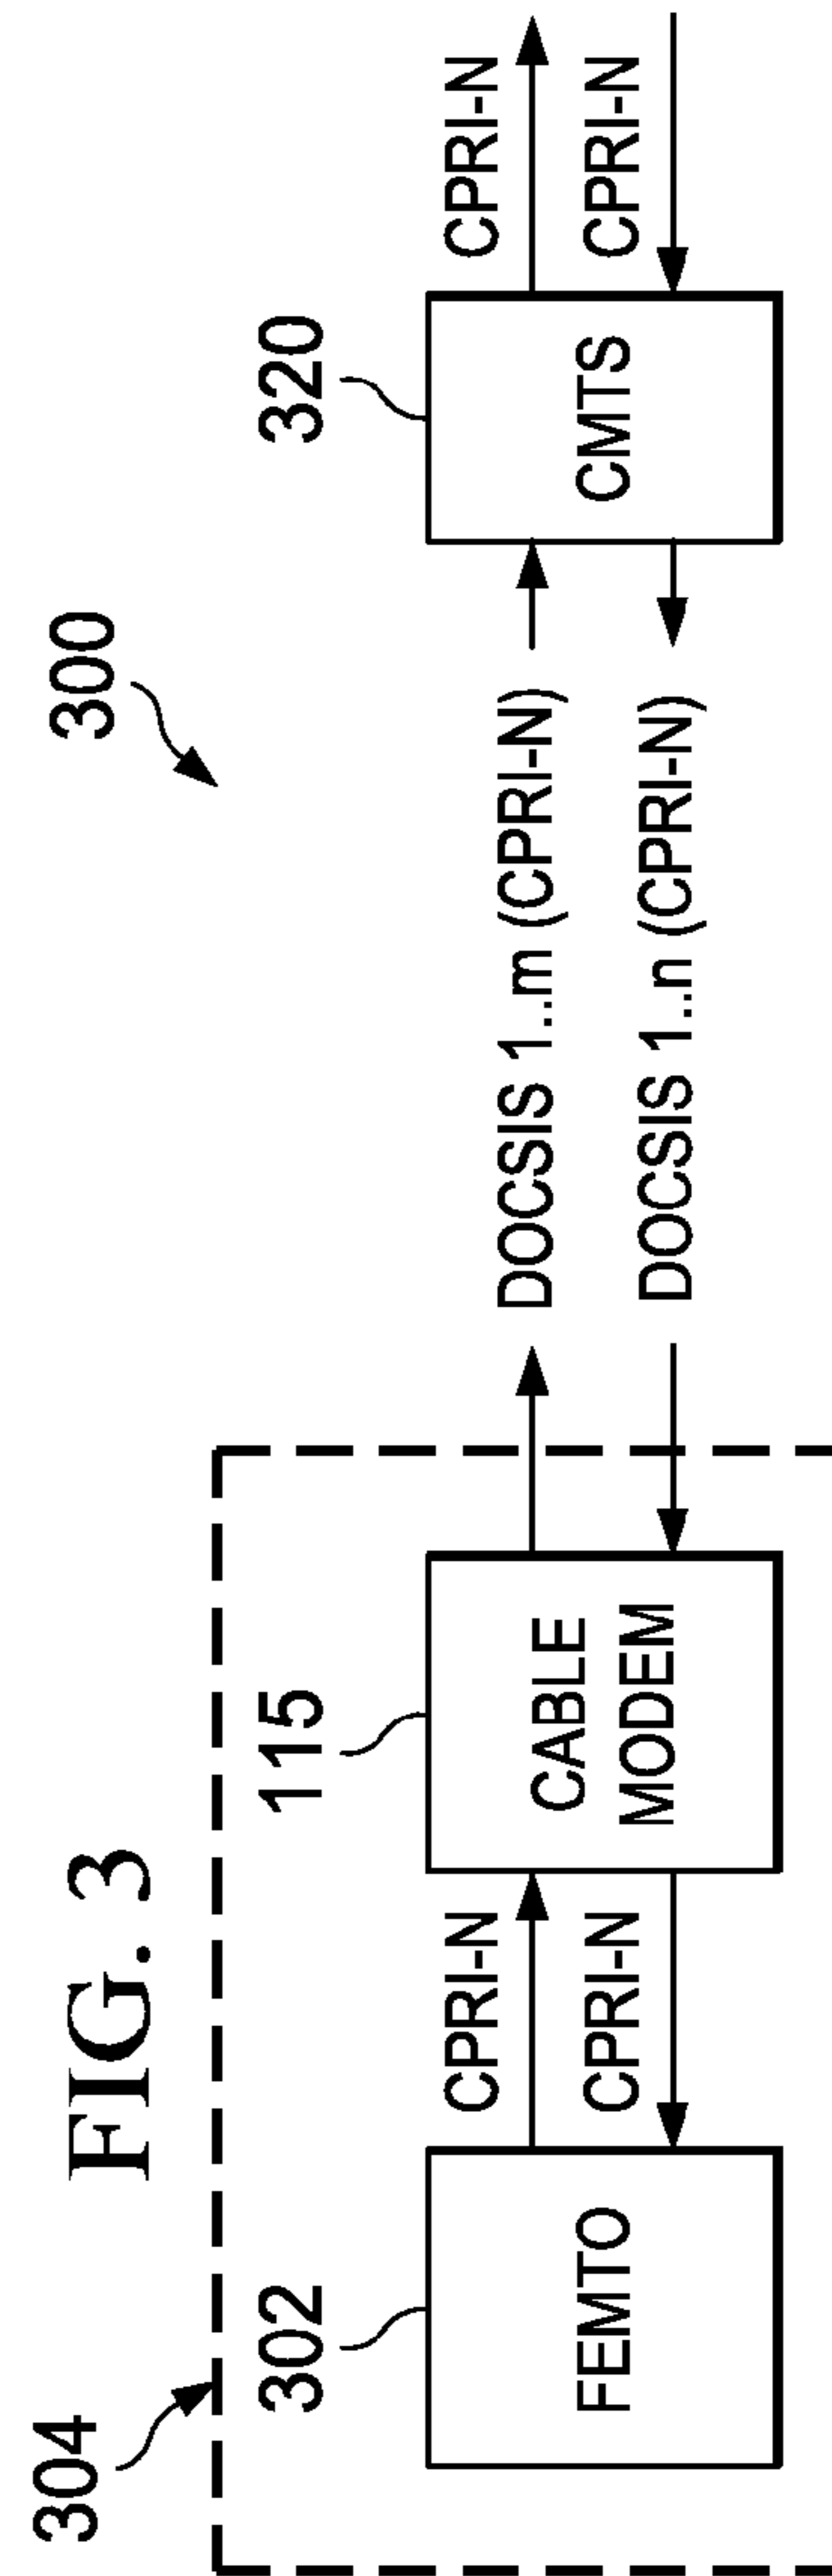 FIG. 3
300
304
302
115
320
FEMTO
CPRI-N
CPRI-N
CABLE
MODEM
DOCSIS 1..m (CPRI-N)
DOCSIS 1..n (CPRI-N)
CMTS
CPRI-N
CPRI-N